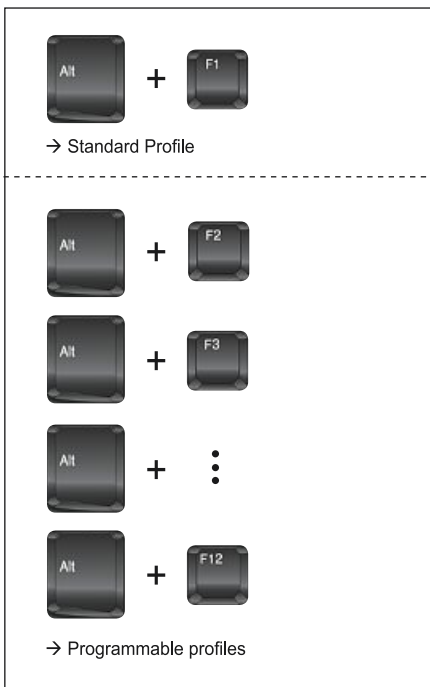 Alt + F1
→ Standard Profile
Alt + F2
Alt + F3
Alt + ⋮
Alt + F12
→ Programmable profiles